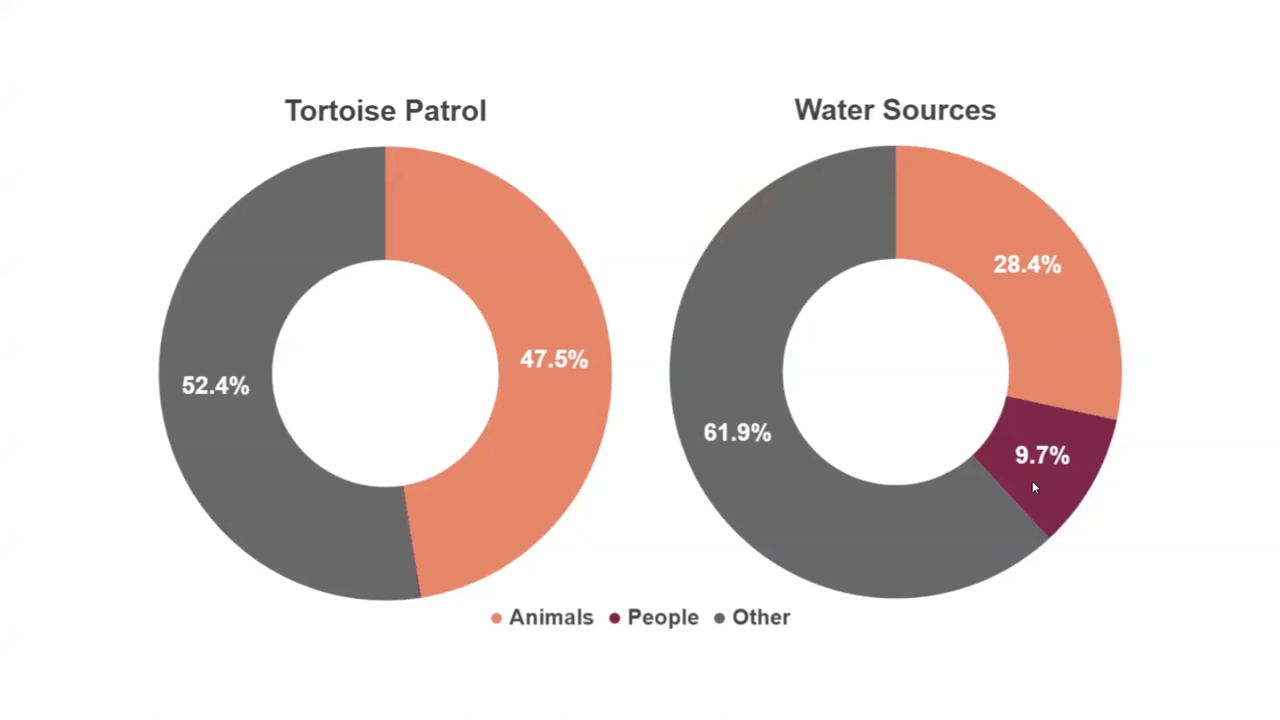 Tortoise Patrol
47.5%
52.4%
Water Sources
28.4%
9.7%
61.9%
Animals People Other